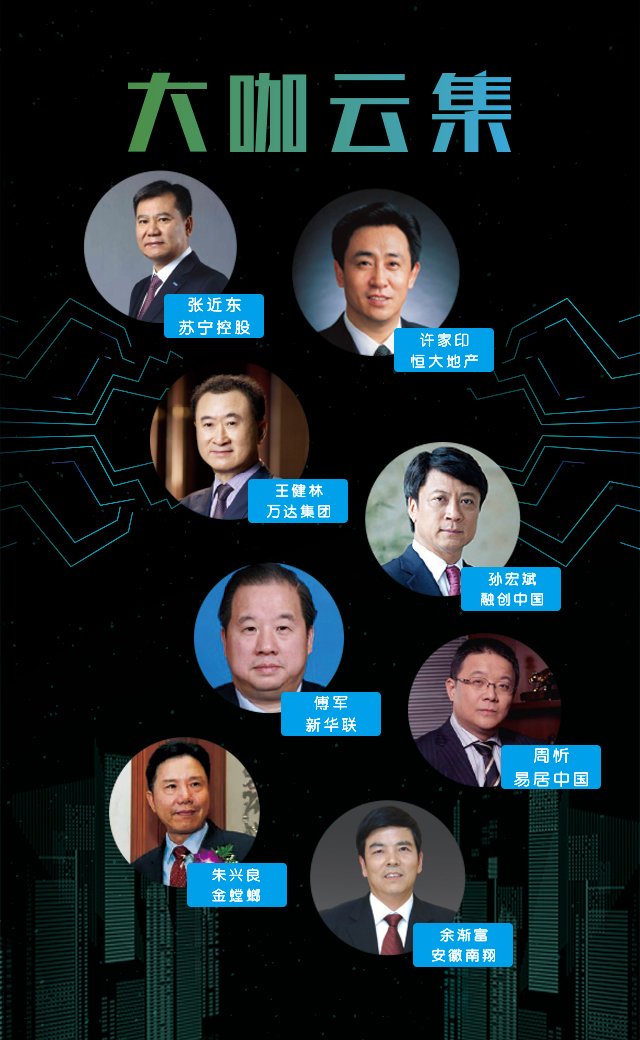 大咖云集
张近东
苏宁控股
许家印
恒大地产
王健林
万达集团
孙宏斌
融创中国
傅军
新华联
周忻
易居中国
朱兴良
金螳螂
余渐富
安徽南翔